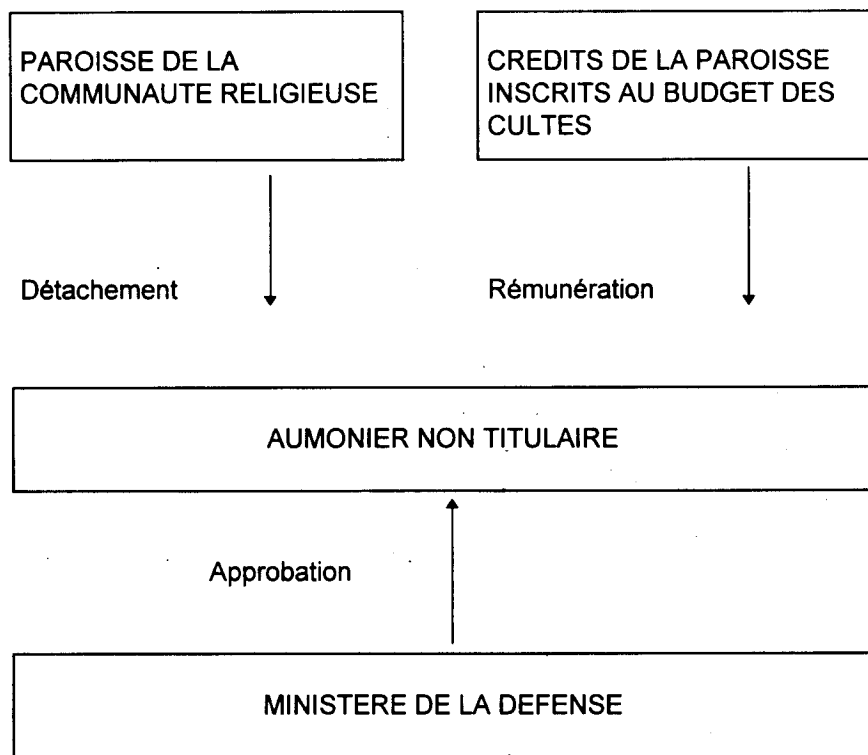 PAROISSE DE LA
COMMUNAUTE RELIGIEUSE
CREDITS DE LA PAROISSE
INSCRITS AU BUDGET DES
CULTES
Détachement
Rémunération
AUMONIER NON TITULAIRE
Approbation
MINISTERE DE LA DEFENSE